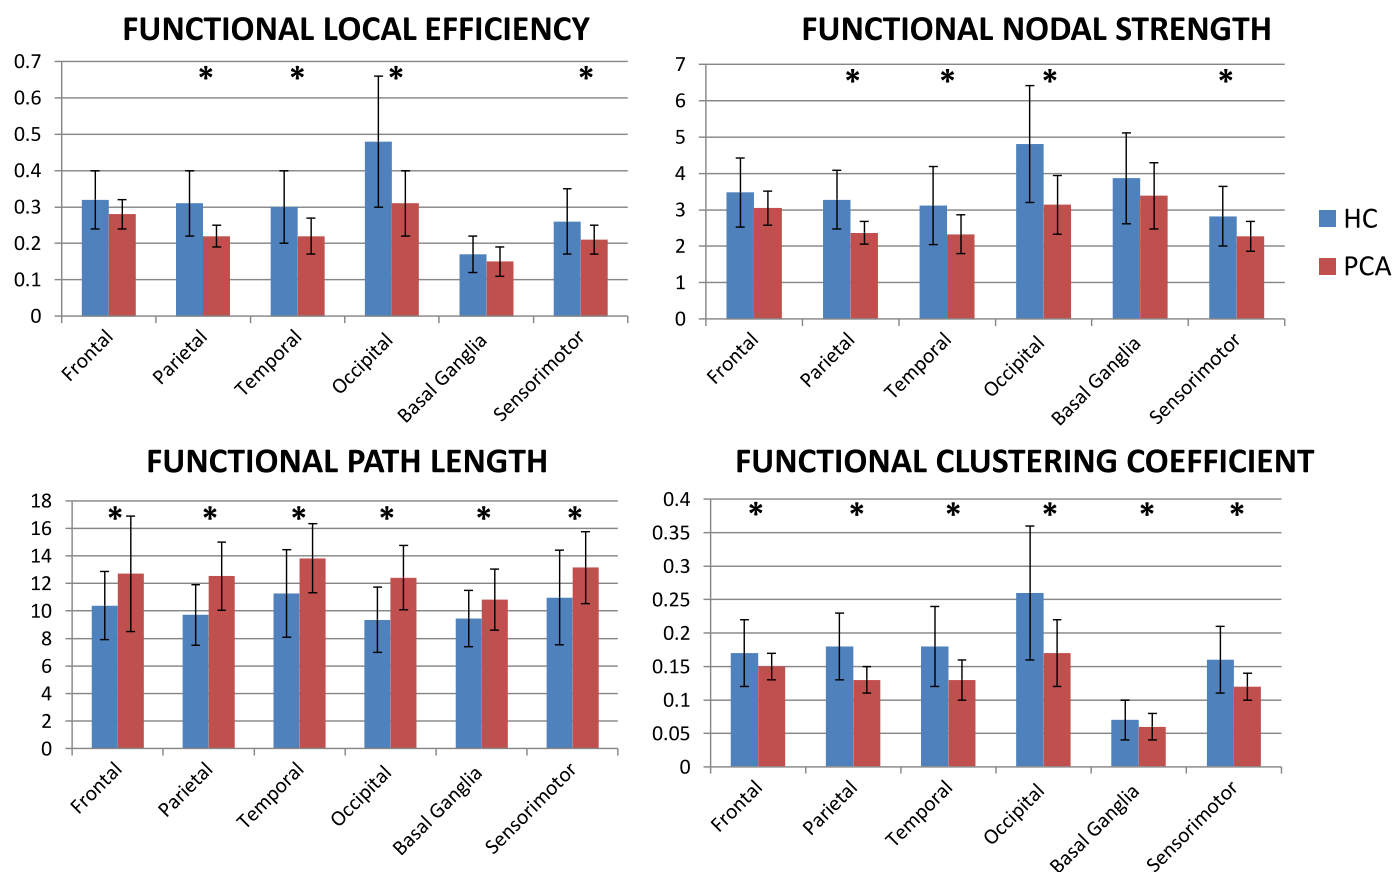 FUNCTIONAL LOCAL EFFICIENCY
0.7
0.6
0.5
0.4
0.3
0.2
0.1
0
* * * *
Frontal
Parietal
Temporal
Occipital
Basal Ganglia
Sensorimotor
FUNCTIONAL NODAL STRENGTH
7
6
5
4
3
2
1
0
* * * *
Frontal
Parietal
Temporal
Occipital
Basal Ganglia
Sensorimotor
HC
PCA
FUNCTIONAL PATH LENGTH
18
16
14
12
10
8
6
4
2
0
* * * * * *
Frontal
Parietal
Temporal
Occipital
Basal Ganglia
Sensorimotor
FUNCTIONAL CLUSTERING COEFFICIENT
0.4
0.35
0.3
0.25
0.2
0.15
0.1
0.05
0
* * * * * *
Frontal
Parietal
Temporal
Occipital
Basal Ganglia
Sensorimotor